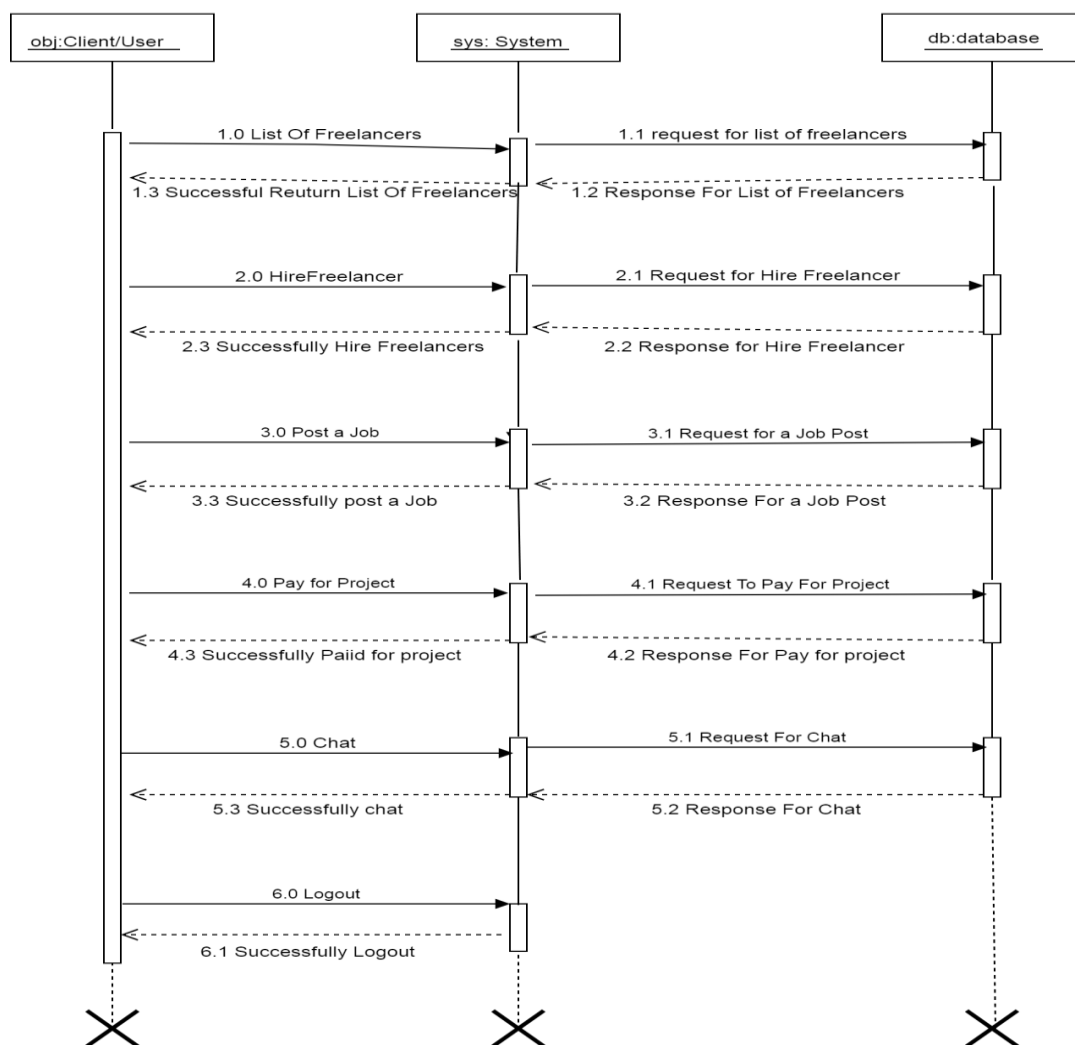 obj:Client/User
sys: System
db:database
1.0 List Of Freelancers
1.1 request for list of freelancers
1.3 Successful Reuturn List Of Freelancers
1.2 Response For List of Freelancers
2.0 HireFreelancer
2.1 Request for Hire Freelancer
2.3 Successfully Hire Freelancers
2.2 Response for Hire Freelancer
3.0 Post a Job
3.1 Request for a Job Post
3.3 Successfully post a Job
3.2 Response For a Job Post
4.0 Pay for Project
4.1 Request To Pay For Project
4.3 Successfully Paiid for project
4.2 Response For Pay for project
5.0 Chat
5.1 Request For Chat
5.3 Successfully chat
5.2 Response For Chat
6.0 Logout
6.1 Successfully Logout